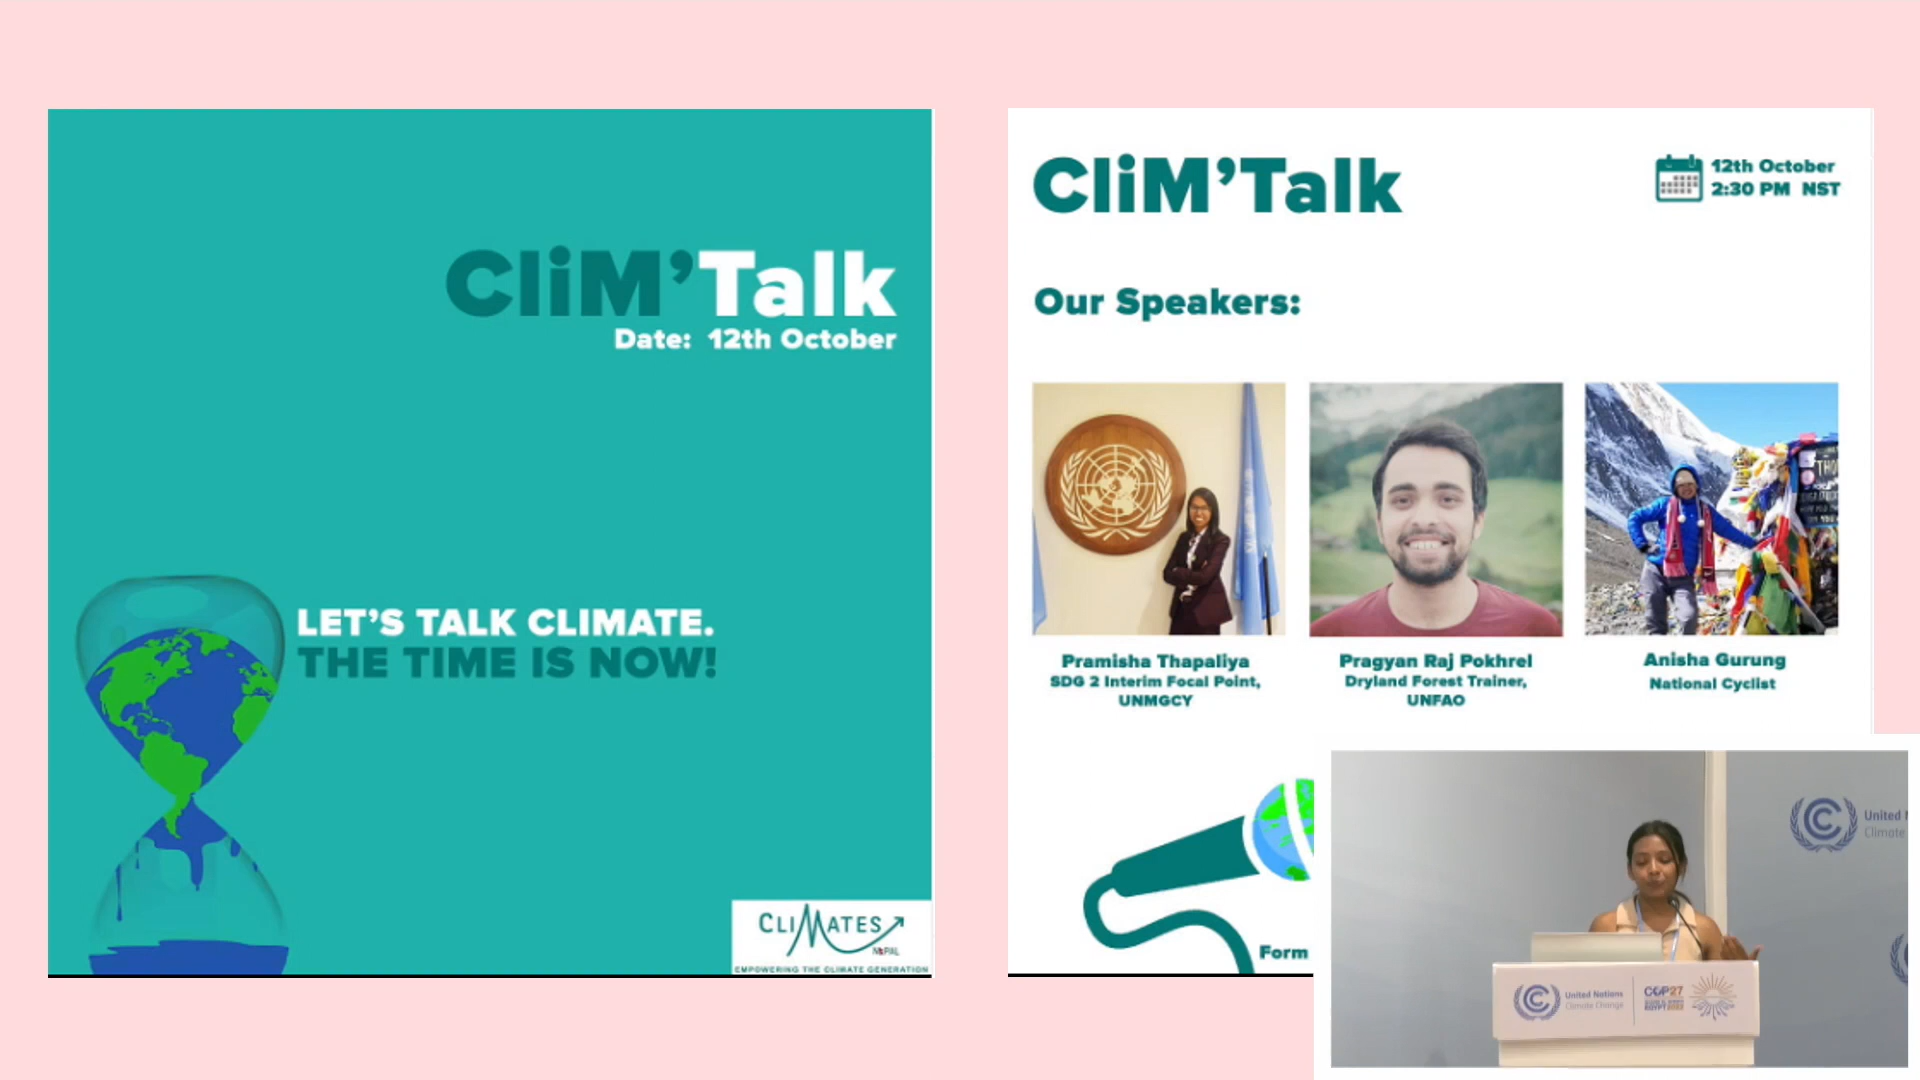 CliM’Talk
Date: 12th October
LET’S TALK CLIMATE.
THE TIME IS NOW!
CLIMATES
NEPAL
EMPOWERING THE CLIMATE GENERATION
CliM’Talk
12th October
2:30 PM NST
Our Speakers:
Pramisha Thapaliya
SDG 2 Interim Focal Point,
UNMGCY
Pragyan Raj Pokhrel
Dryland Forest Trainer,
UNFAO
Anisha Gurung
National Cyclist
Form
United
Climate
United Nations
Climate Change
COP27